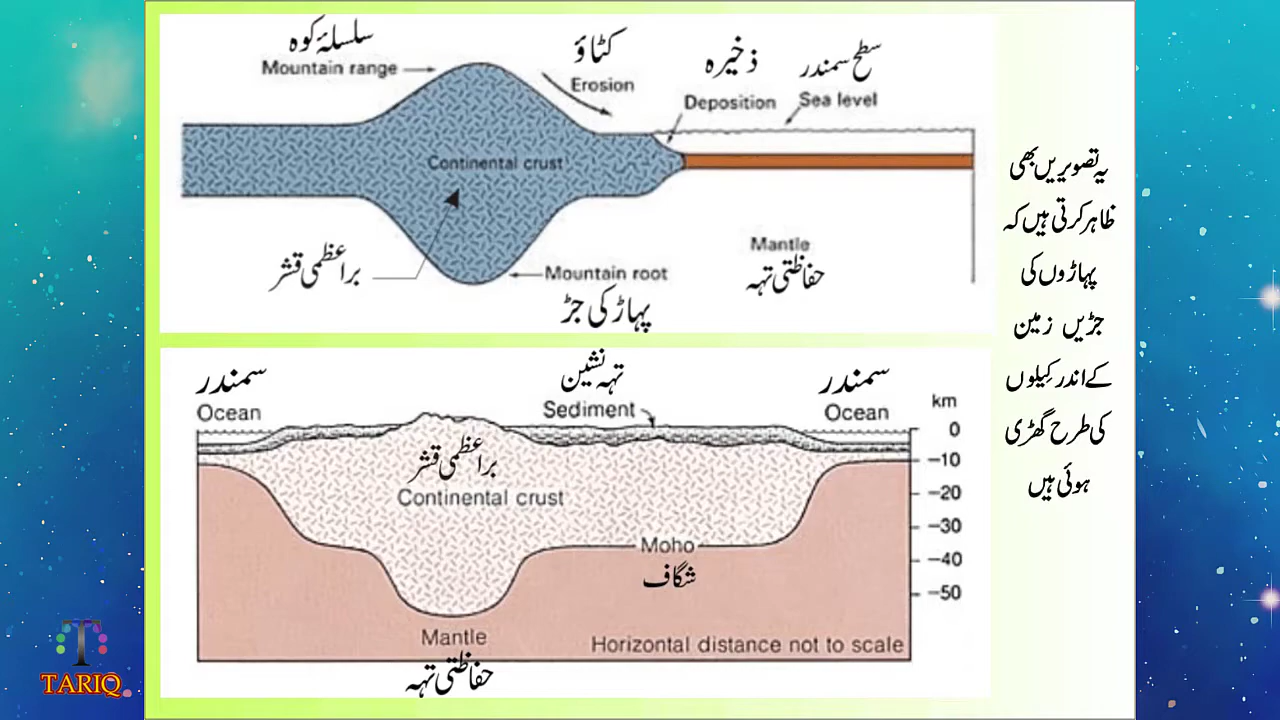 سلسلۂ کوہ
Mountain range
کٹاؤ
Erosion
ذخیرہ
Deposition
سطح سمندر
Sea level
Continental crust
براعظمی قشر
Mountain root
پہاڑ کی جڑ
Mantle
حفاظتی تہہ
یہ تصویریں بھی
ظاہر کرتی ہیں کہ
پہاڑوں کی
جڑیں زمین
کے اندر کِیلوں
کی طرح گھڑی
ہوئی ہیں
سمندر
Ocean
تہہ نشین
Sediment
سمندر
Ocean
km
0
−10
−20
−30
−40
−50
براعظمی قشر
Continental crust
Moho
شگاف
Mantle
حفاظتی تہہ
Horizontal distance not to scale
T
TARIQ